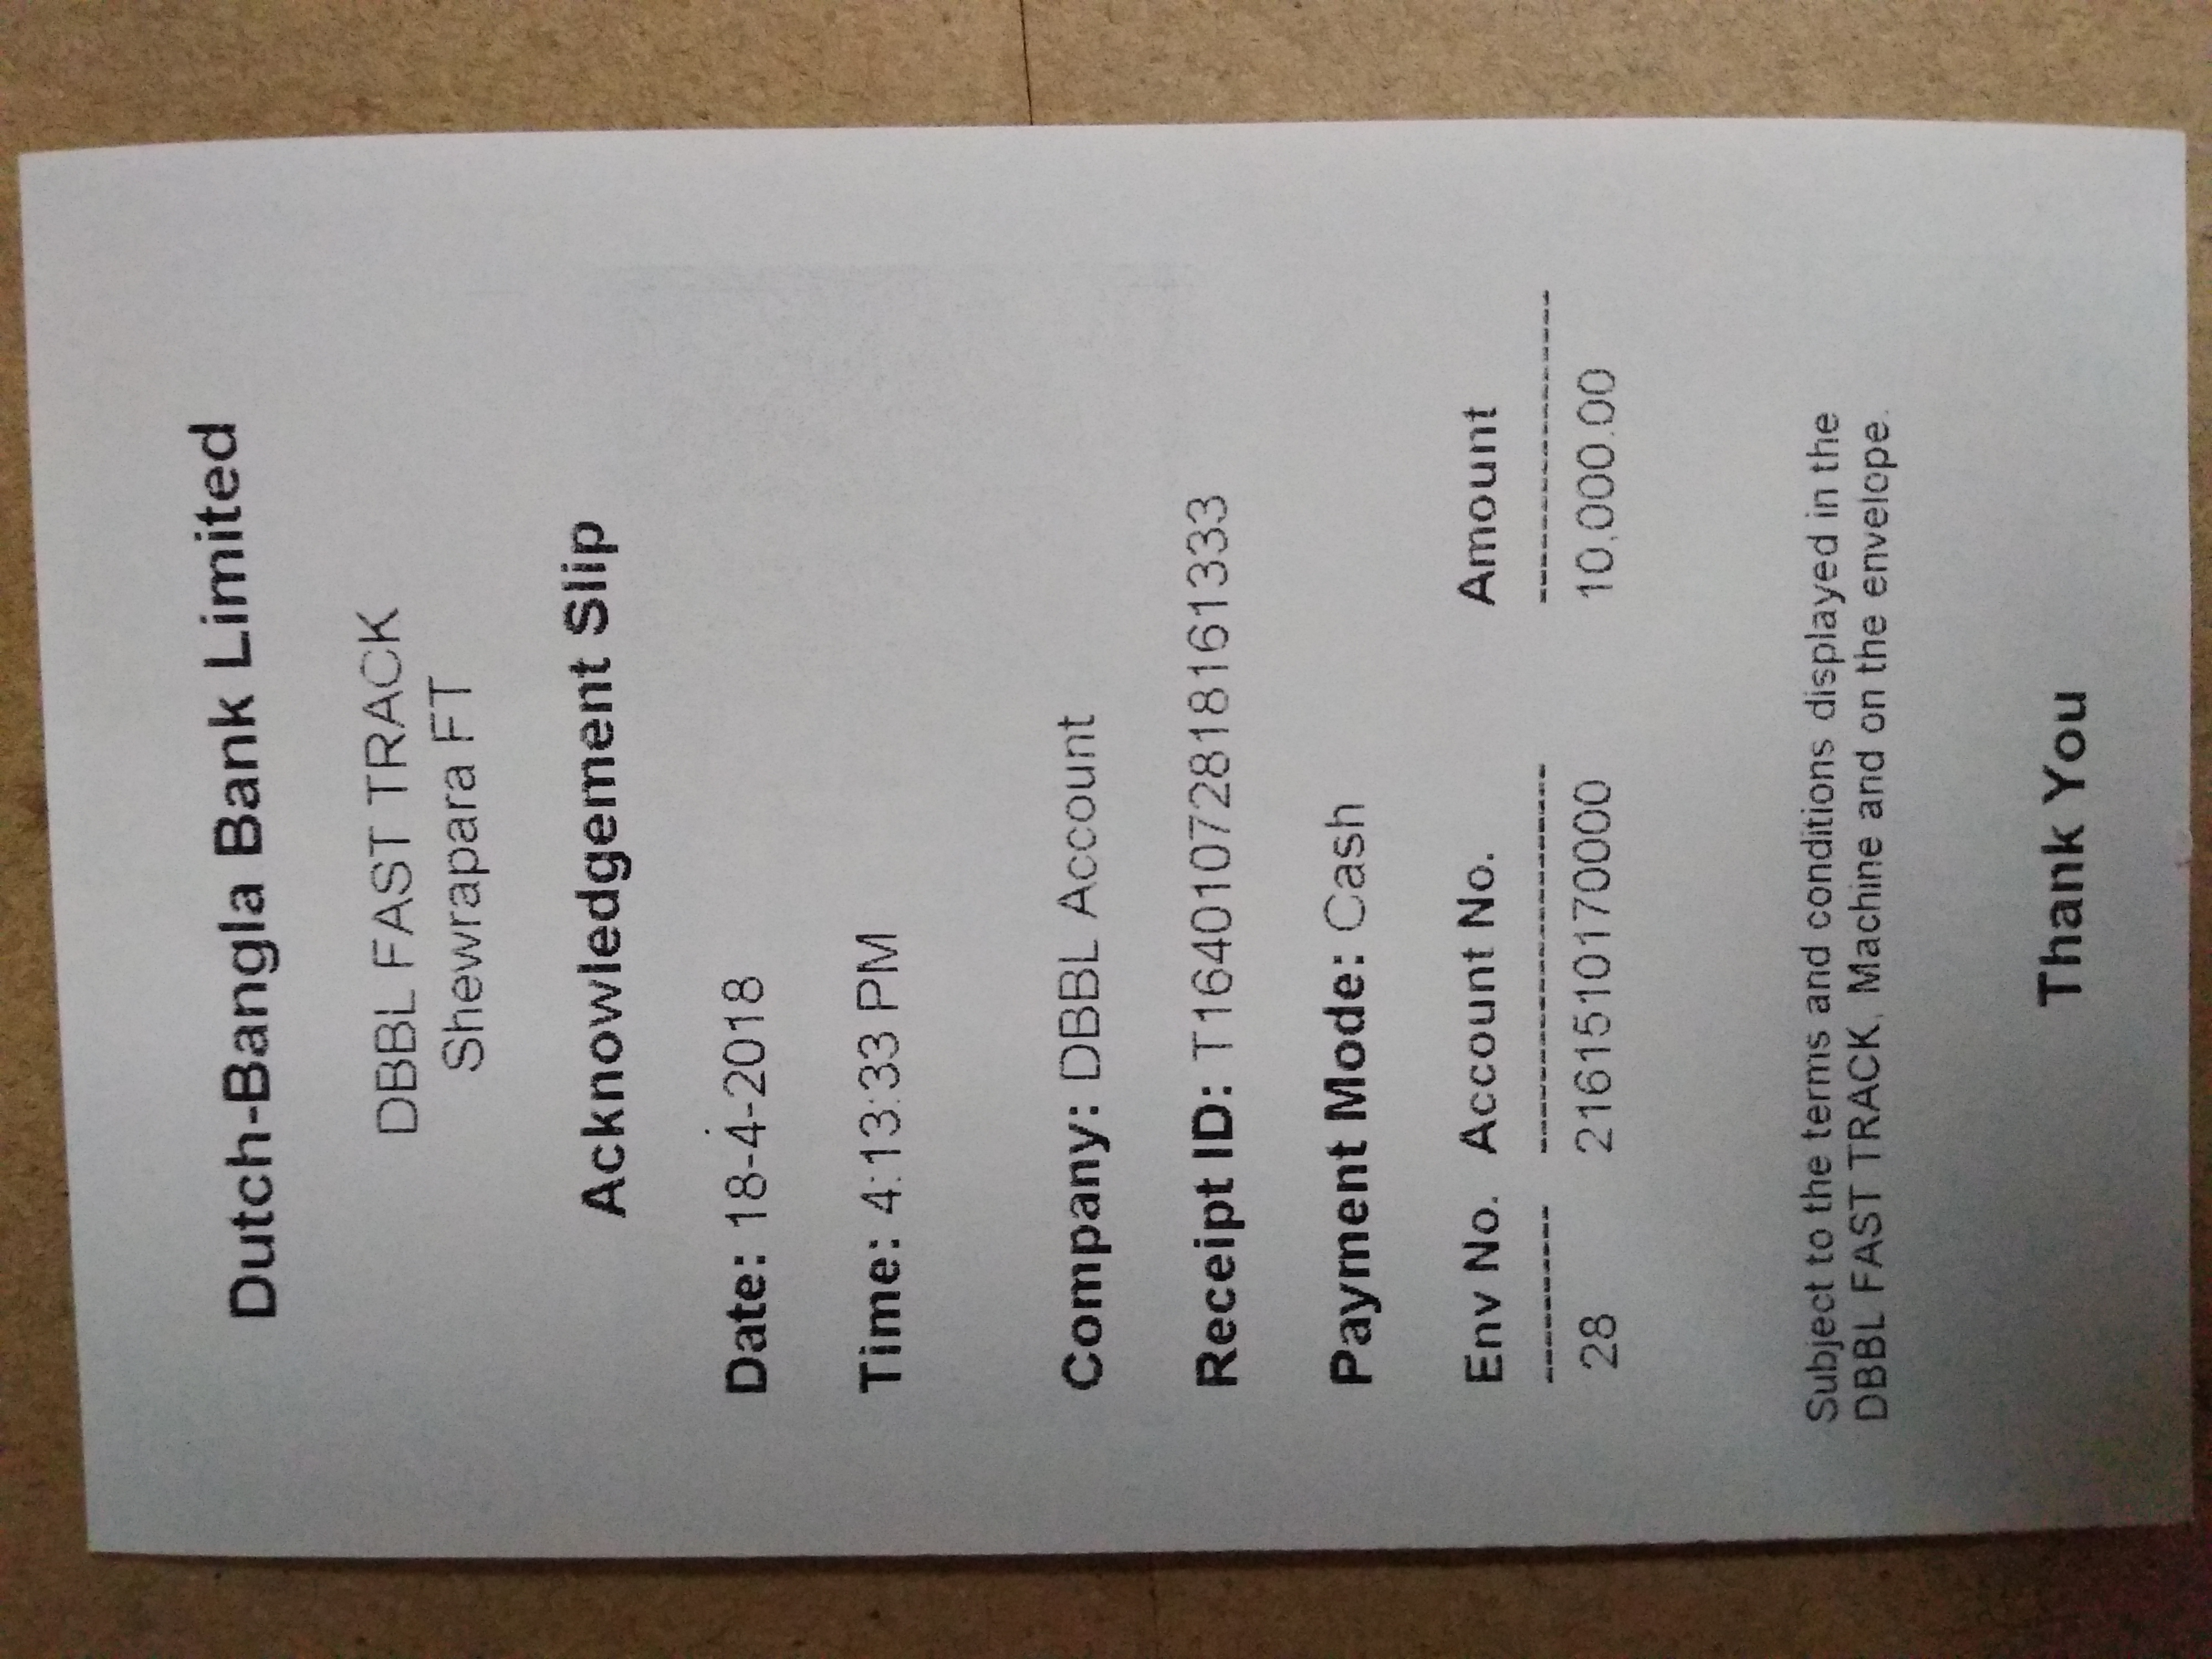 Dutch-Bangla Bank Limited
DBBL FAST TRACK
Shewrapara FT
Acknowledgement Slip
Date: 18-4-2018
Time: 4:13:33 PM
Company: DBBL Account
Receipt ID: T1640107281816 1333
Payment Mode: Cash
Env No. Account No. Amount
-------- ----------------- --------------
28 2161510170000 10,000.00
Subject to the terms and conditions displayed in the
DBBL FAST TRACK, Machine and on the envelope.
Thank You